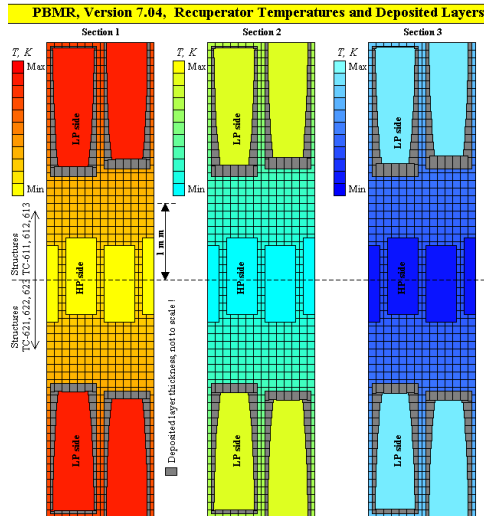 PBMR, Version 7.04, Recuperator Temperatures and Deposited Layers
Section 1
Section 2
Section 3
T, K
T, K
T, K
Max
Max
Max
Min
Min
Min
LP side
LP side
LP side
Structures
TC-611, 612, 613
1 mm
HP side
HP side
HP side
Structures
TC-621, 622, 623
Deposited layer thickness, not to scale !
LP side
LP side
LP side